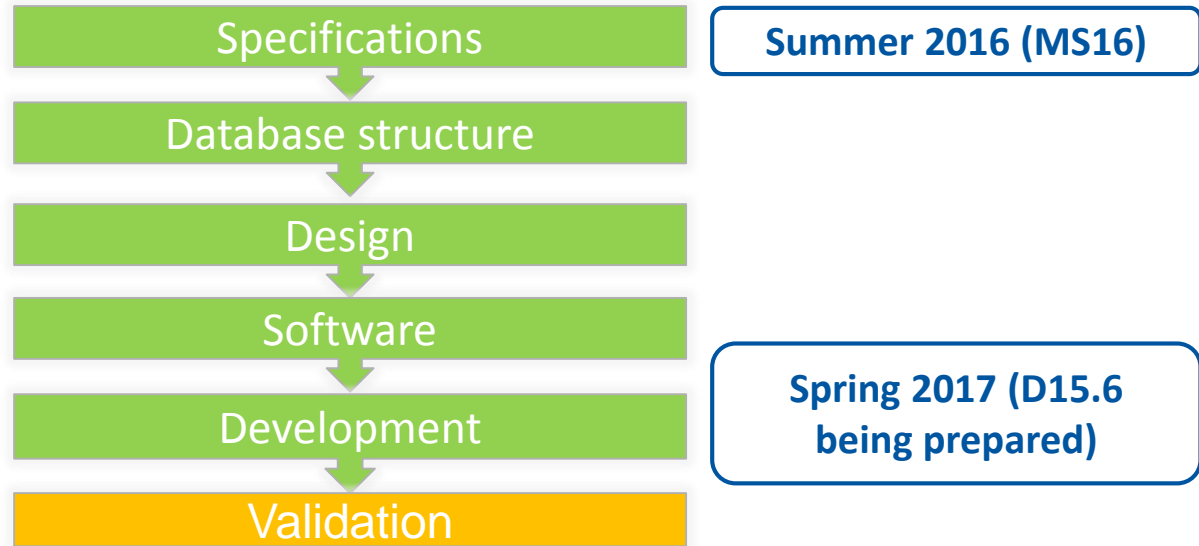 Specifications
Summer 2016 (MS16)
Database structure
Design
Software
Spring 2017 (D15.6
being prepared)
Development
Validation